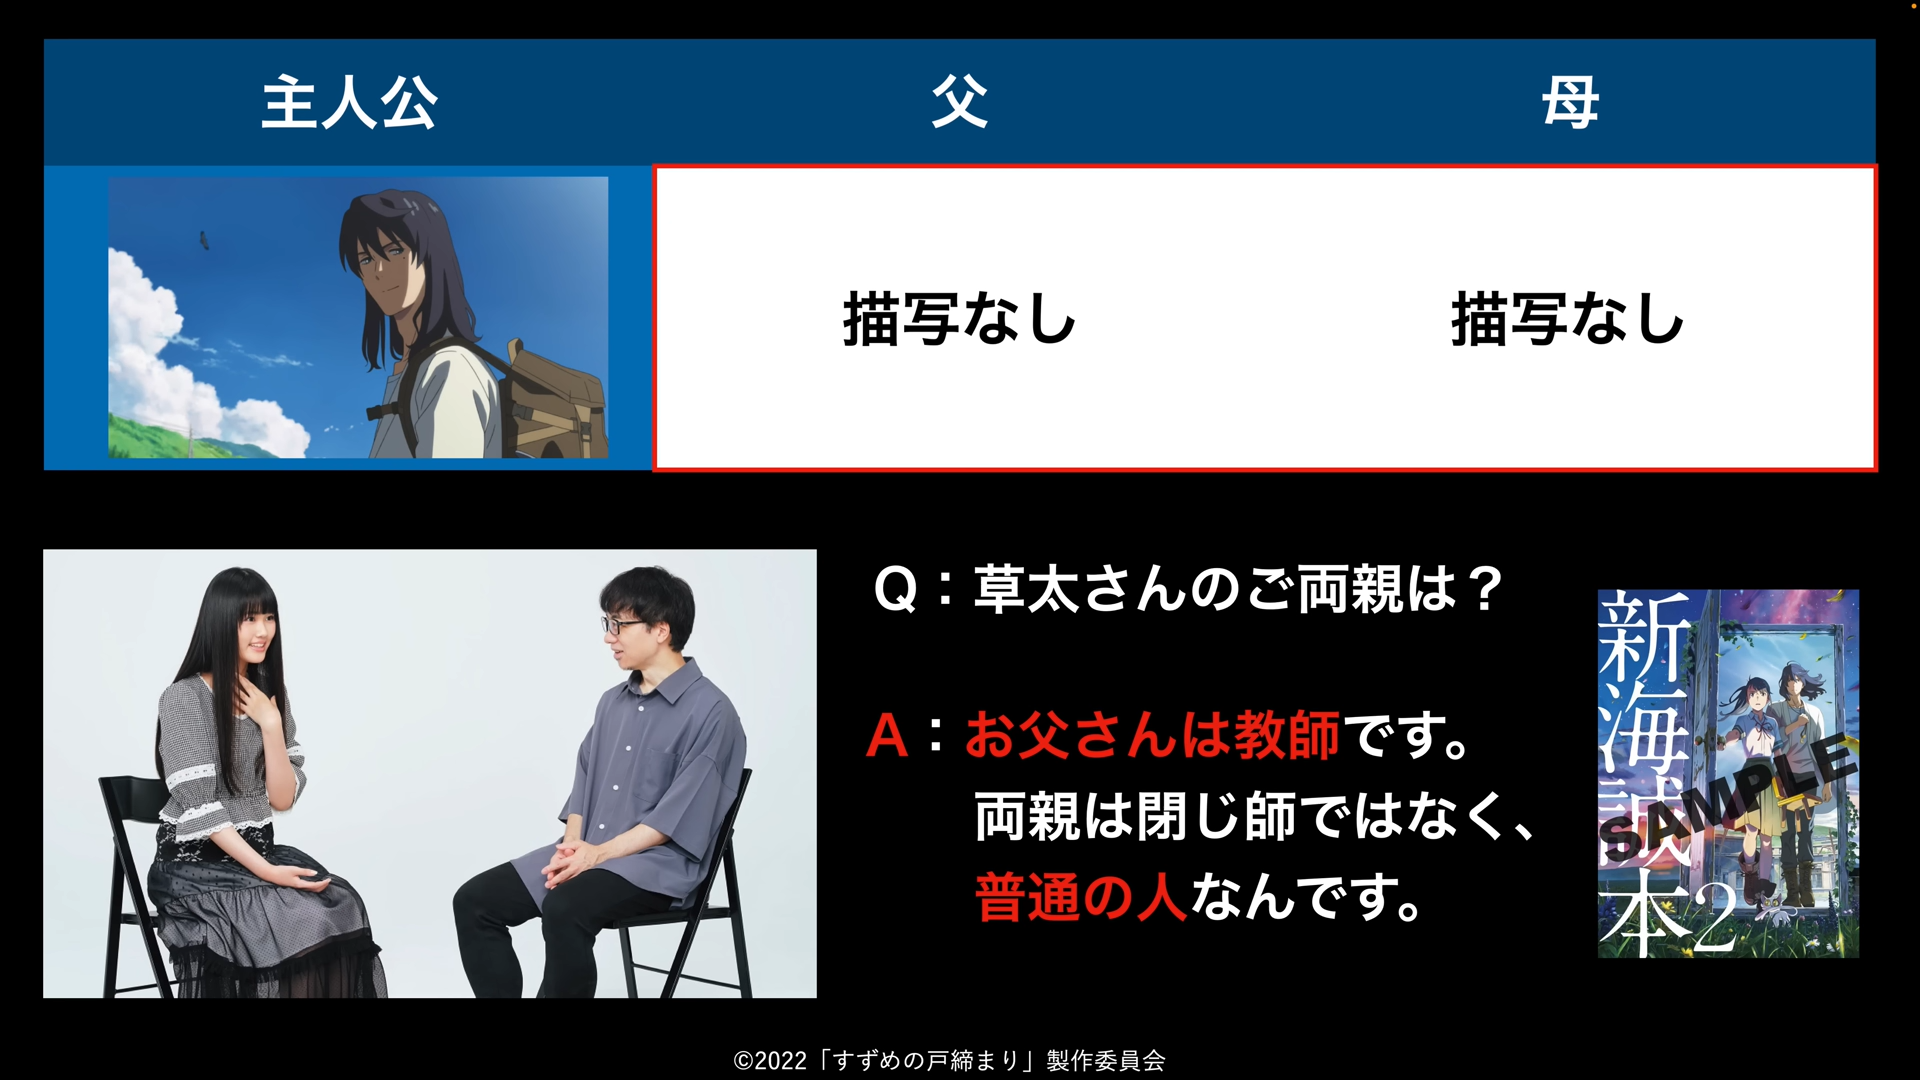 主人公 父 母
描写なし 描写なし
Q：草太さんのご両親は？
A：お父さんは教師です。
両親は閉じ師ではなく、
普通の人なんです。
新海誠本2
SAMPLE
©2022「すずめの戸締まり」製作委員会